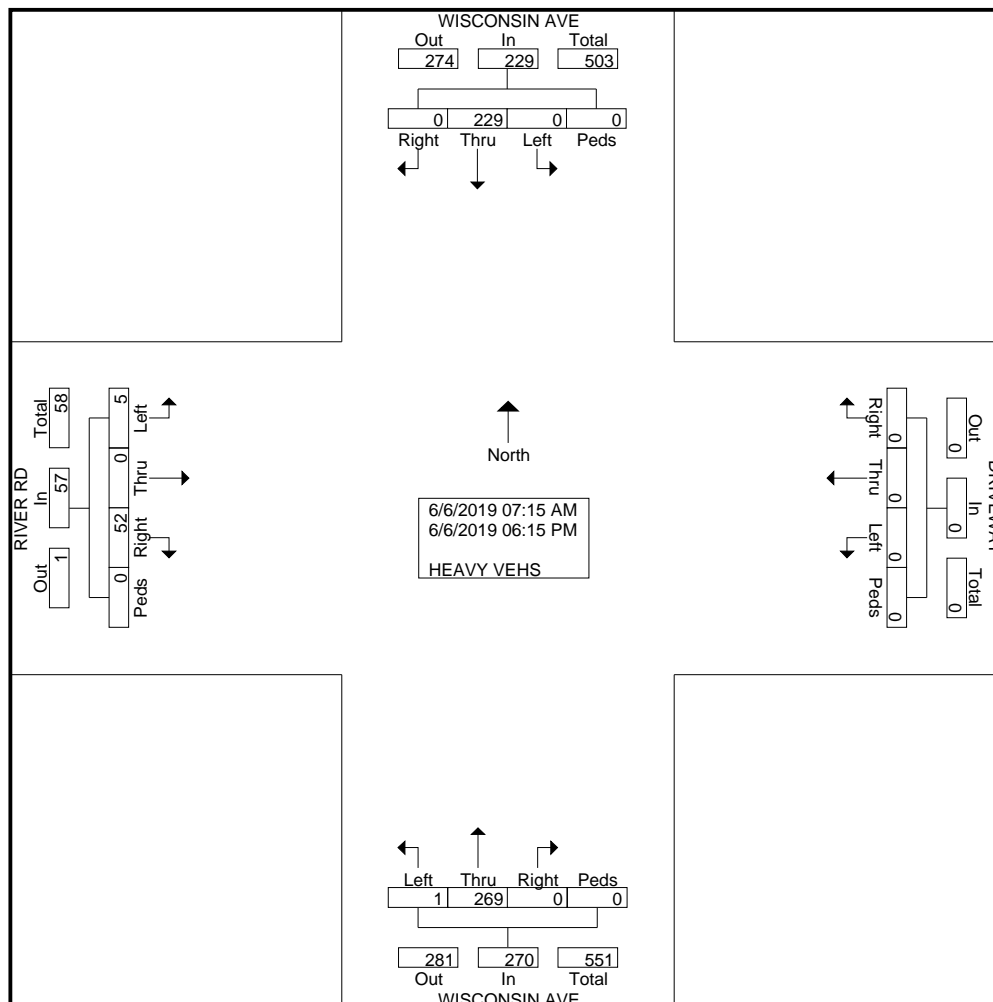 WISCONSIN AVE
Out In Total
274 229 503
0 229 0 0
Right Thru Left Peds
RIVER RD
Total In Out
58 57 1
5 0 52 0
Left Thru Right Peds
North
6/6/2019 07:15 AM
6/6/2019 06:15 PM
HEAVY VEHS
Right Thru Left Peds
0 0 0 0
Out In Total
0 0 0
DRIVEWAY
Left Thru Right Peds
1 269 0 0
281 270 551
Out In Total
WISCONSIN AVE